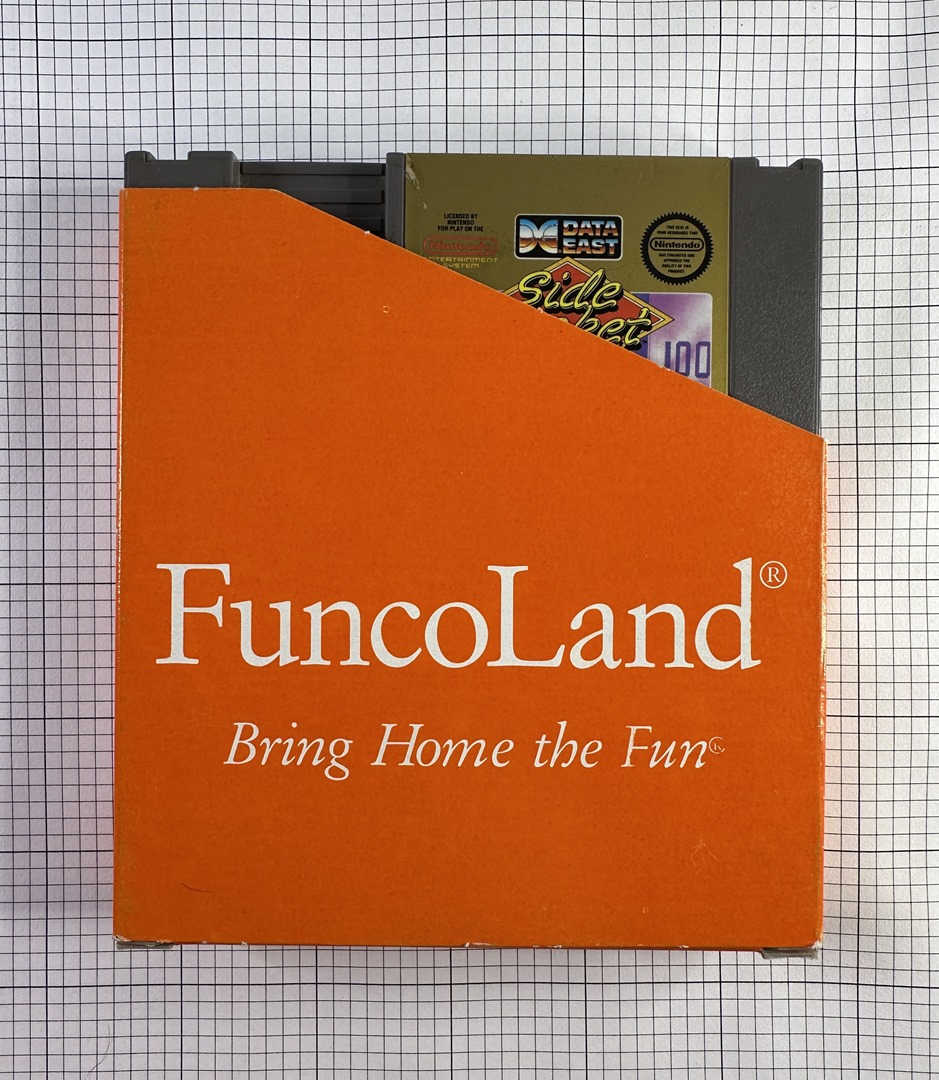 LICENSED BY
NINTENDO
FOR PLAY ON THE
Nintendo
ENTERTAINMENT
SYSTEM
DATA
EAST
THIS SEAL IS
YOUR ASSURANCE THAT
Nintendo
HAS EVALUATED AND
APPROVED THE
QUALITY OF THIS
PRODUCT
Side
100
FuncoLand®
Bring Home the Fun